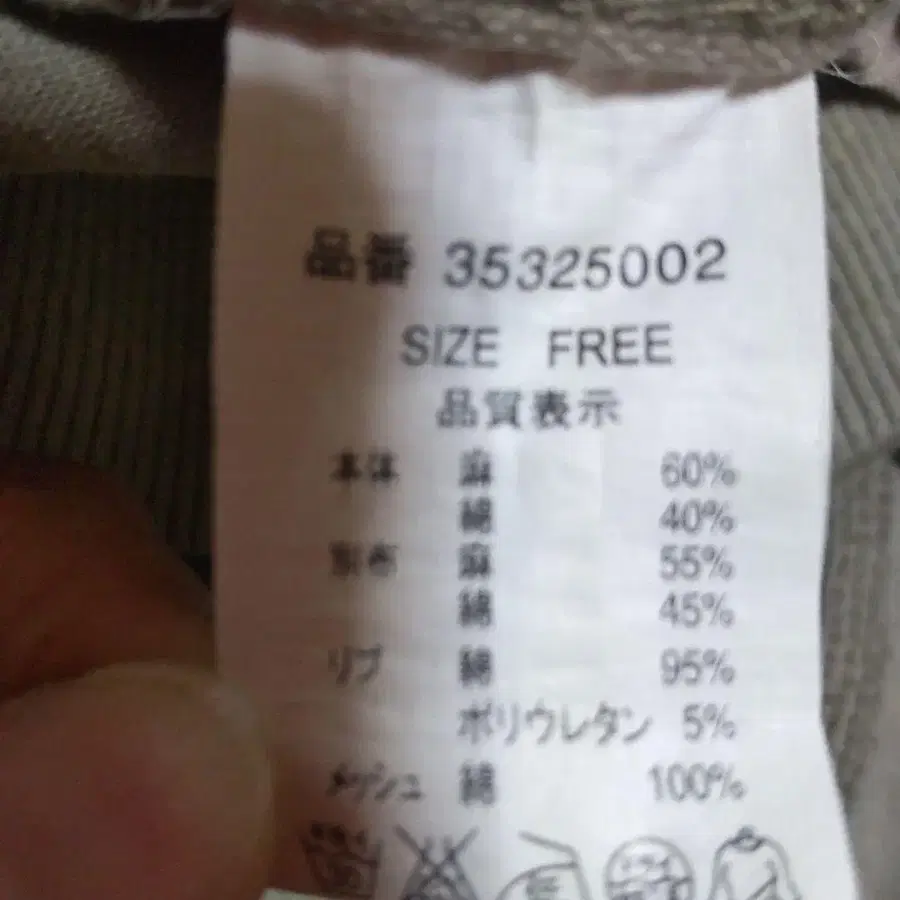 品番 35325002
SIZE FREE
品質表示
本体 麻 60%
綿 40%
別布 麻 55%
綿 45%
リブ 綿 95%
ポリウレタン 5%
メッシュ 綿 100%